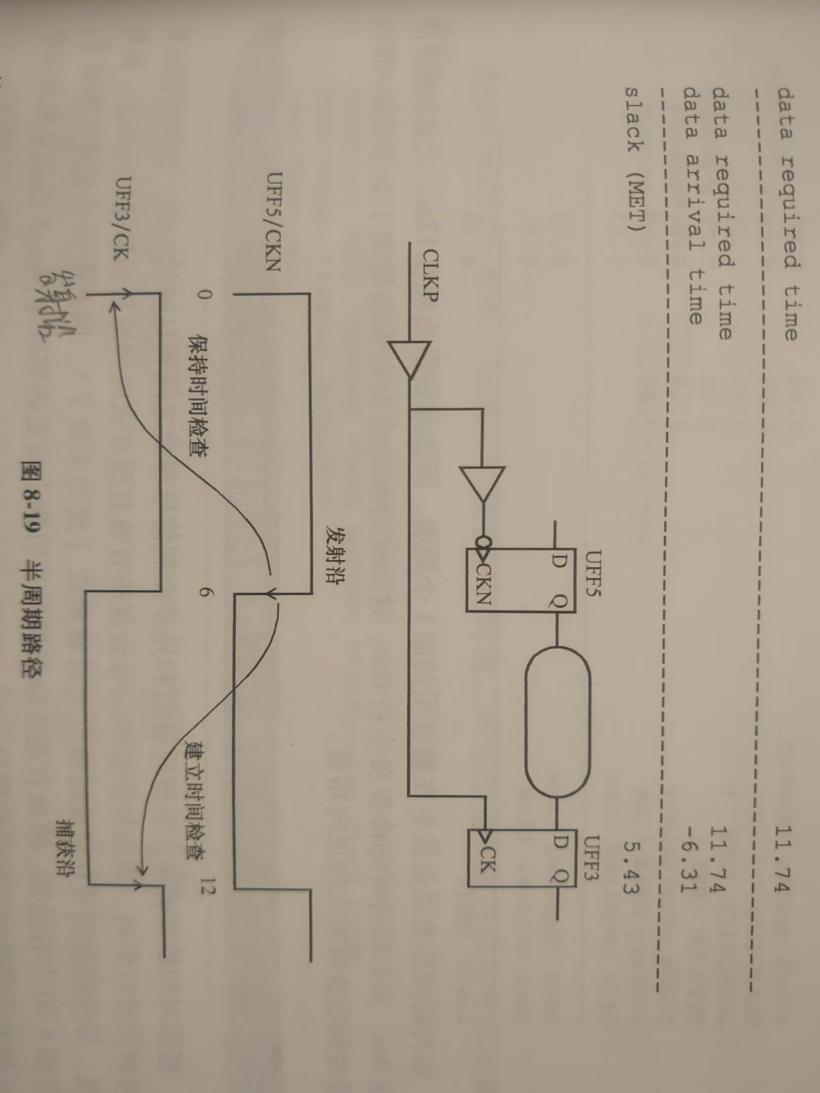 data required time 11.74
data required time 11.74
data arrival time -6.31
slack (MET) 5.43
UFF5
UFF3
D Q
D Q
CKN
CK
CLKP
发射沿
UFF5/CKN
0 6 12
保持时间检查 建立时间检查
UFF3/CK
捕获沿
图 8-19 半周期路径